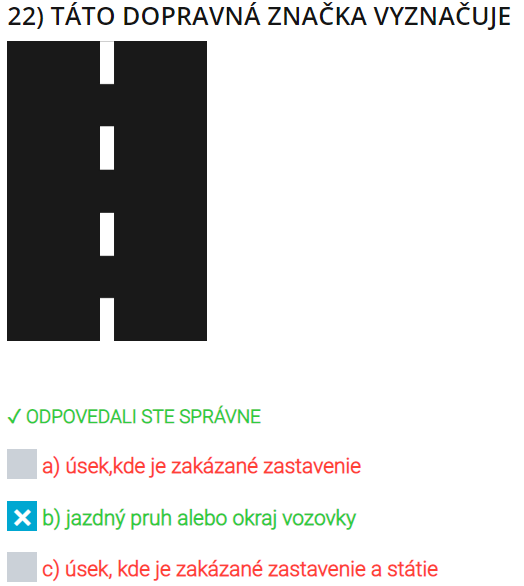 22) TÁTO DOPRAVNÁ ZNAČKA VYZNAČUJE
✓ ODPOVEDALI STE SPRÁVNE
a) úsek,kde je zakázané zastavenie
b) jazdný pruh alebo okraj vozovky
c) úsek, kde je zakázané zastavenie a státie